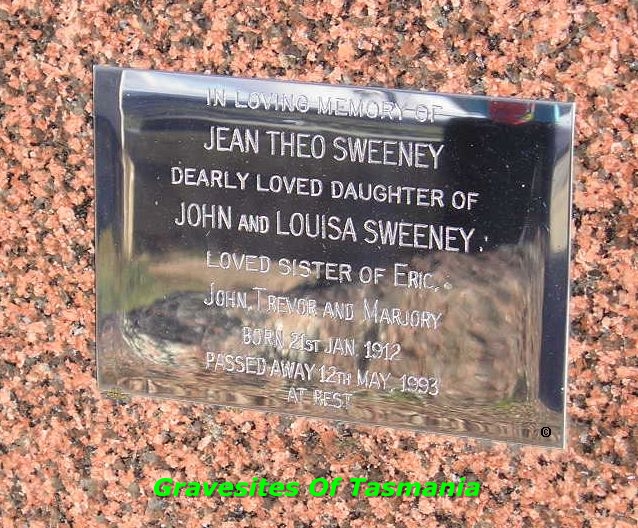 IN LOVING MEMORY OF
JEAN THEO SWEENEY
DEARLY LOVED DAUGHTER OF
JOHN AND LOUISA SWEENEY.
LOVED SISTER OF ERIC,
JOHN, TREVOR AND MARJORY
BORN 21ST JAN. 1912
PASSED AWAY 12TH MAY, 1993
AT REST
Gravesites Of Tasmania